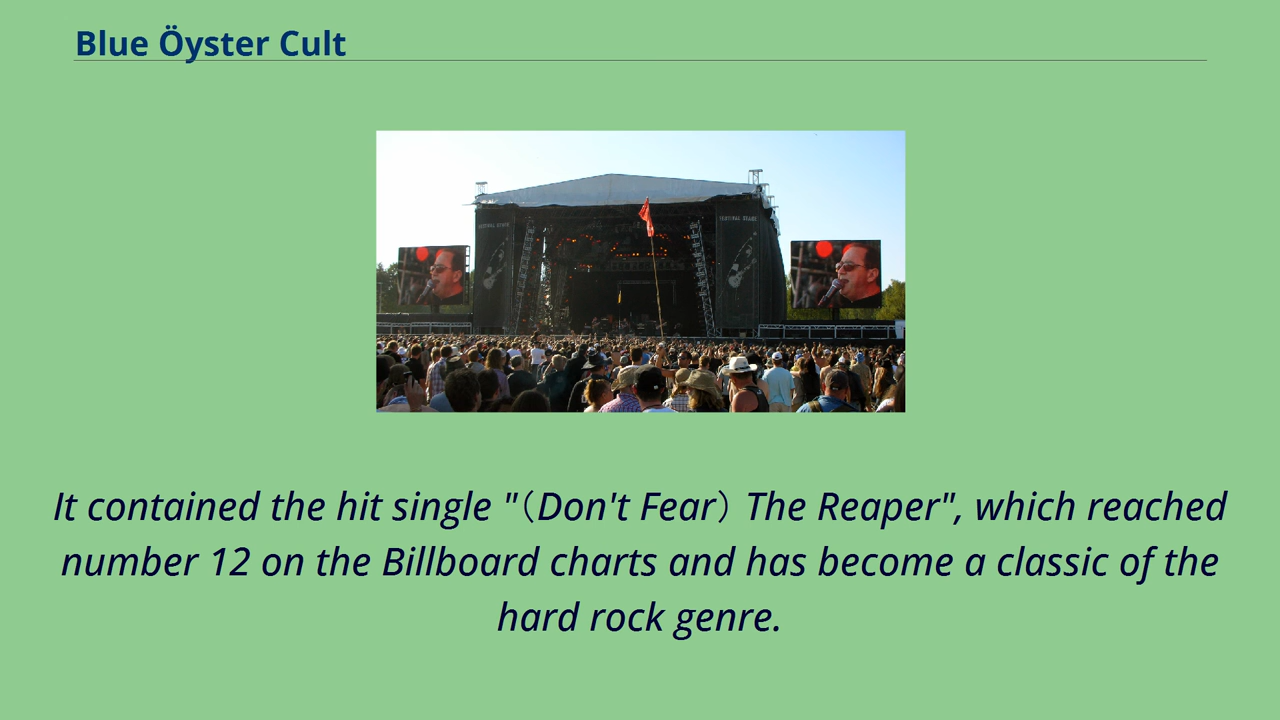 Blue Öyster Cult
It contained the hit single "（Don't Fear） The Reaper", which reached
number 12 on the Billboard charts and has become a classic of the
hard rock genre.